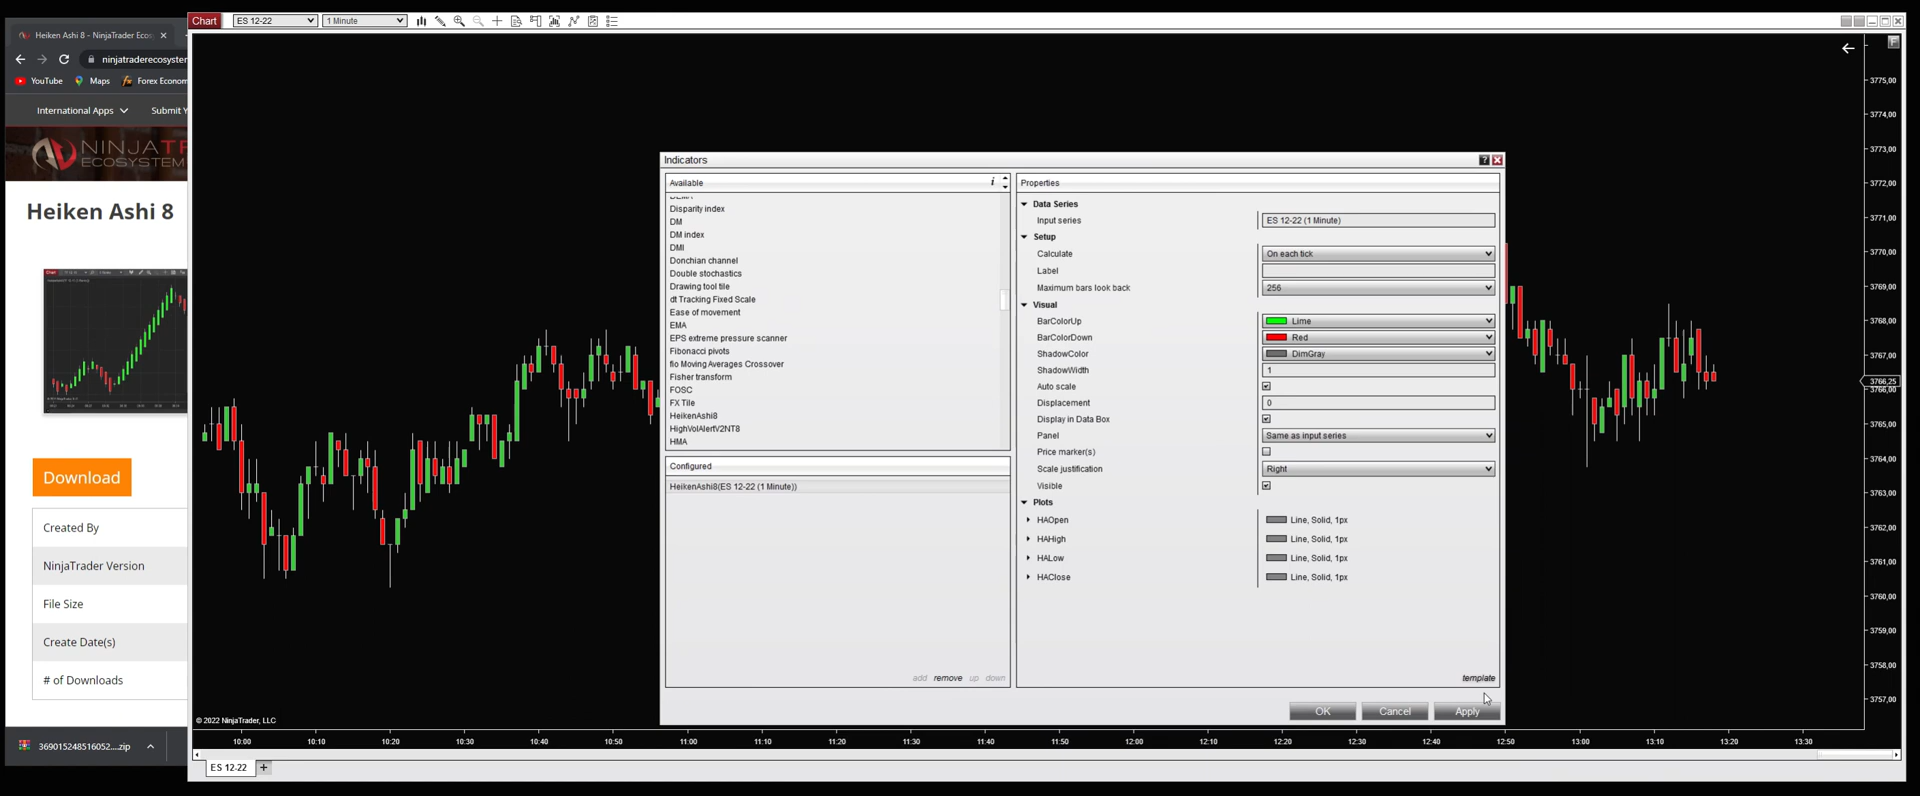 Heiken Ashi 8 - NinjaTrader Ecos
ninjatraderecosyster
YouTube Maps Forex Econom
International Apps Submit Y
NINJATR
ECOSYSTEM
Heiken Ashi 8
Download
Created By
NinjaTrader Version
File Size
Create Date(s)
# of Downloads
369015248516052....zip
Chart ES 12-22 1 Minute
F
Indicators
Available
Disparity index
DM
DM index
DMI
Donchian channel
Double stochastics
Drawing tool tile
dt Tracking Fixed Scale
Ease of movement
EMA
EPS extreme pressure scanner
Fibonacci pivots
fio Moving Averages Crossover
Fisher transform
FOSC
FX Tile
HeikenAshi8
HighVolAlertV2NT8
HMA
Configured
HeikenAshi8(ES 12-22 (1 Minute))
add remove up down
Properties
Data Series
Input series ES 12-22 (1 Minute)
Setup
Calculate On each tick
Label
Maximum bars look back 256
Visual
BarColorUp Lime
BarColorDown Red
ShadowColor DimGray
ShadowWidth 1
Auto scale
Displacement 0
Display in Data Box
Panel Same as input series
Price marker(s)
Scale justification Right
Visible
Plots
HAOpen Line, Solid, 1px
HAHigh Line, Solid, 1px
HALow Line, Solid, 1px
HAClose Line, Solid, 1px
template
OK Cancel Apply
3775,00
3774,00
3773,00
3772,00
3771,00
3770,00
3769,00
3768,00
3767,00
3766,25
3766,00
3765,00
3764,00
3763,00
3762,00
3761,00
3760,00
3759,00
3758,00
3757,00
© 2022 NinjaTrader, LLC
10:00 10:10 10:20 10:30 10:40 10:50 11:00 11:10 11:20 11:30 11:40 11:50 12:00 12:10 12:20 12:30 12:40 12:50 13:00 13:10 13:20 13:30
ES 12-22 +